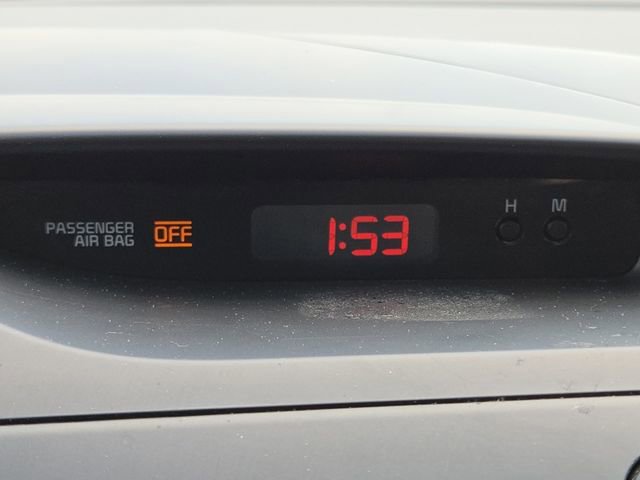 PASSENGER
AIR BAG
OFF
1:53
H
M